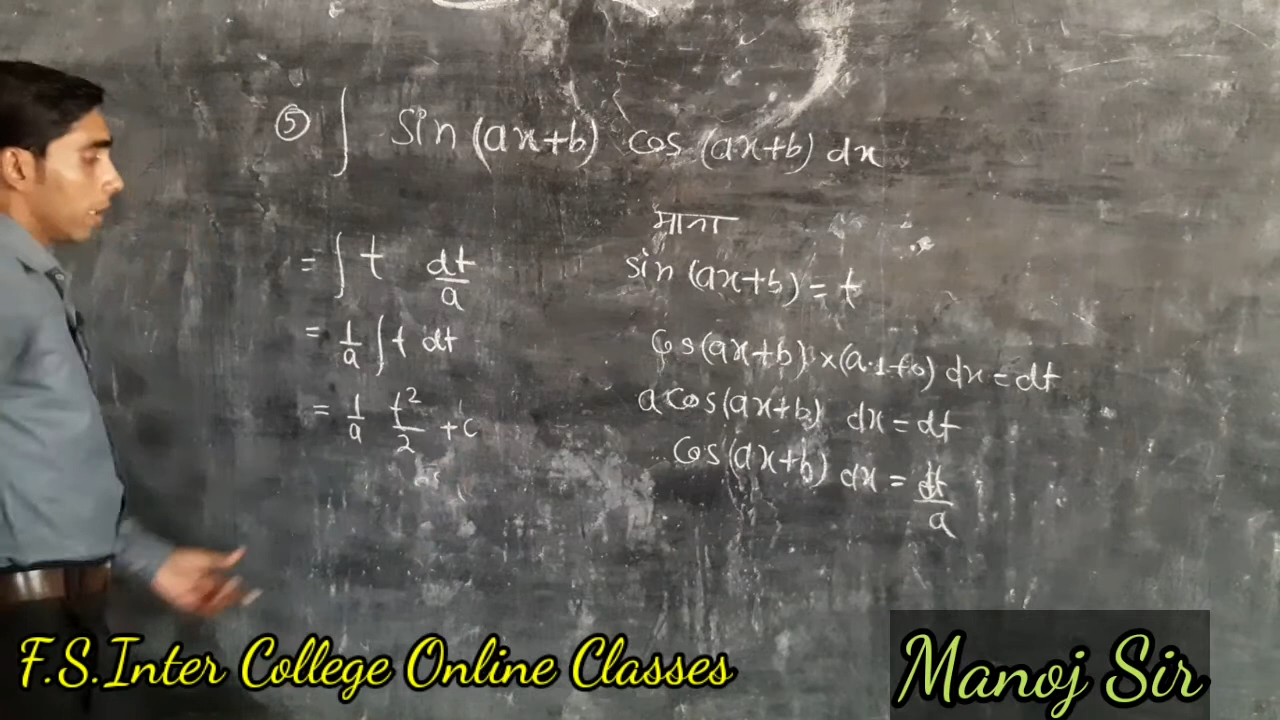 ⑤ ∫ sin (ax+b) cos (ax+b) dx
माना
= ∫ t dt/a
sin (ax+b) = t
= 1/a ∫ t dt
cos(ax+b) x(a.1+0) dx = dt
= 1/a t²/2 + c
a cos(ax+b) dx = dt
cos (ax+b) dx = dt/a
F.S.Inter College Online Classes
Manoj Sir